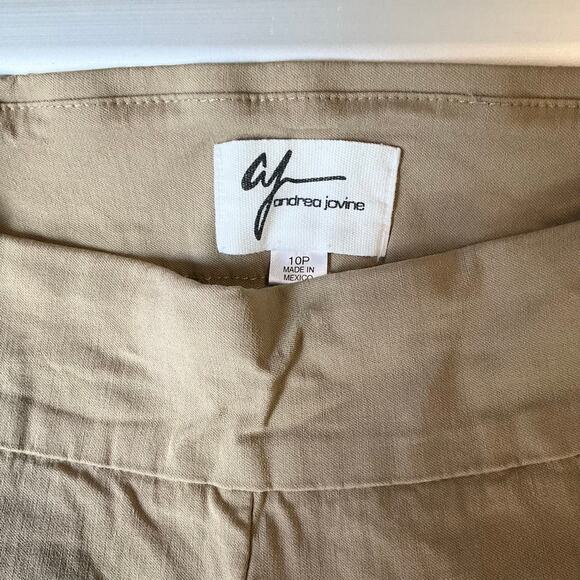 aj
andrea jovine
10P
MADE IN
MEXICO